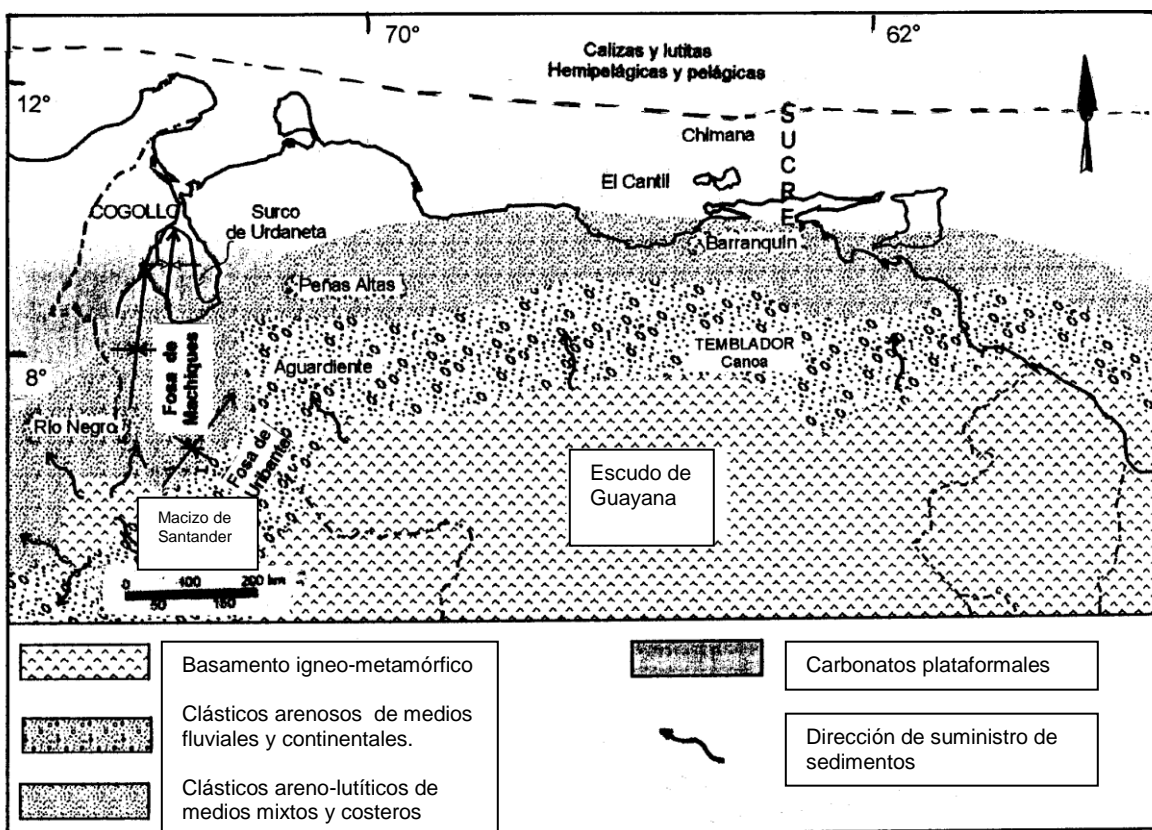 70°
62°
12°
8°
Calizas y lutitas
Hemipelágicas y pelágicas
SUCRE
Chimana
El Cantil
COGOLLO
Surco
de Urdaneta
Barranquín
Peñas Altas
Fosa de
Machiques
Aguardiente
TEMBLADOR
Canoa
Río Negro
Fosa de
Uribante
Escudo de
Guayana
Macizo de
Santander
0 100 200 km
50 150
Basamento igneo-metamórfico
Clásticos arenosos de medios
fluviales y continentales.
Clásticos areno-lutíticos de
medios mixtos y costeros
Carbonatos plataformales
Dirección de suministro de
sedimentos